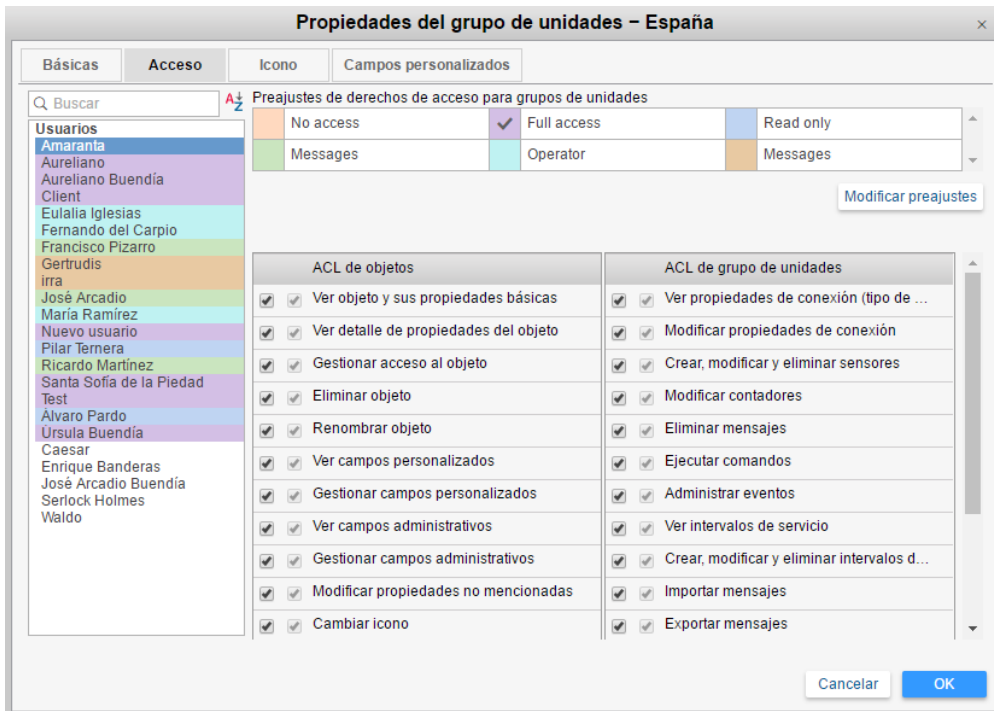 Propiedades del grupo de unidades – España
×
Básicas
Acceso
Icono
Campos personalizados
Buscar
AZ
Preajustes de derechos de acceso para grupos de unidades
No access
Full access
Read only
Messages
Operator
Messages
Modificar preajustes
Usuarios
Amaranta
Aureliano
Aureliano Buendía
Client
Eulalia Iglesias
Fernando del Carpio
Francisco Pizarro
Gertrudis
irra
José Arcadio
María Ramírez
Nuevo usuario
Pilar Ternera
Ricardo Martínez
Santa Sofía de la Piedad
Test
Álvaro Pardo
Úrsula Buendía
Caesar
Enrique Banderas
José Arcadio Buendía
Serlock Holmes
Waldo
ACL de objetos
Ver objeto y sus propiedades básicas
Ver detalle de propiedades del objeto
Gestionar acceso al objeto
Eliminar objeto
Renombrar objeto
Ver campos personalizados
Gestionar campos personalizados
Ver campos administrativos
Gestionar campos administrativos
Modificar propiedades no mencionadas
Cambiar icono
ACL de grupo de unidades
Ver propiedades de conexión (tipo de ...
Modificar propiedades de conexión
Crear, modificar y eliminar sensores
Modificar contadores
Eliminar mensajes
Ejecutar comandos
Administrar eventos
Ver intervalos de servicio
Crear, modificar y eliminar intervalos d...
Importar mensajes
Exportar mensajes
Cancelar
OK